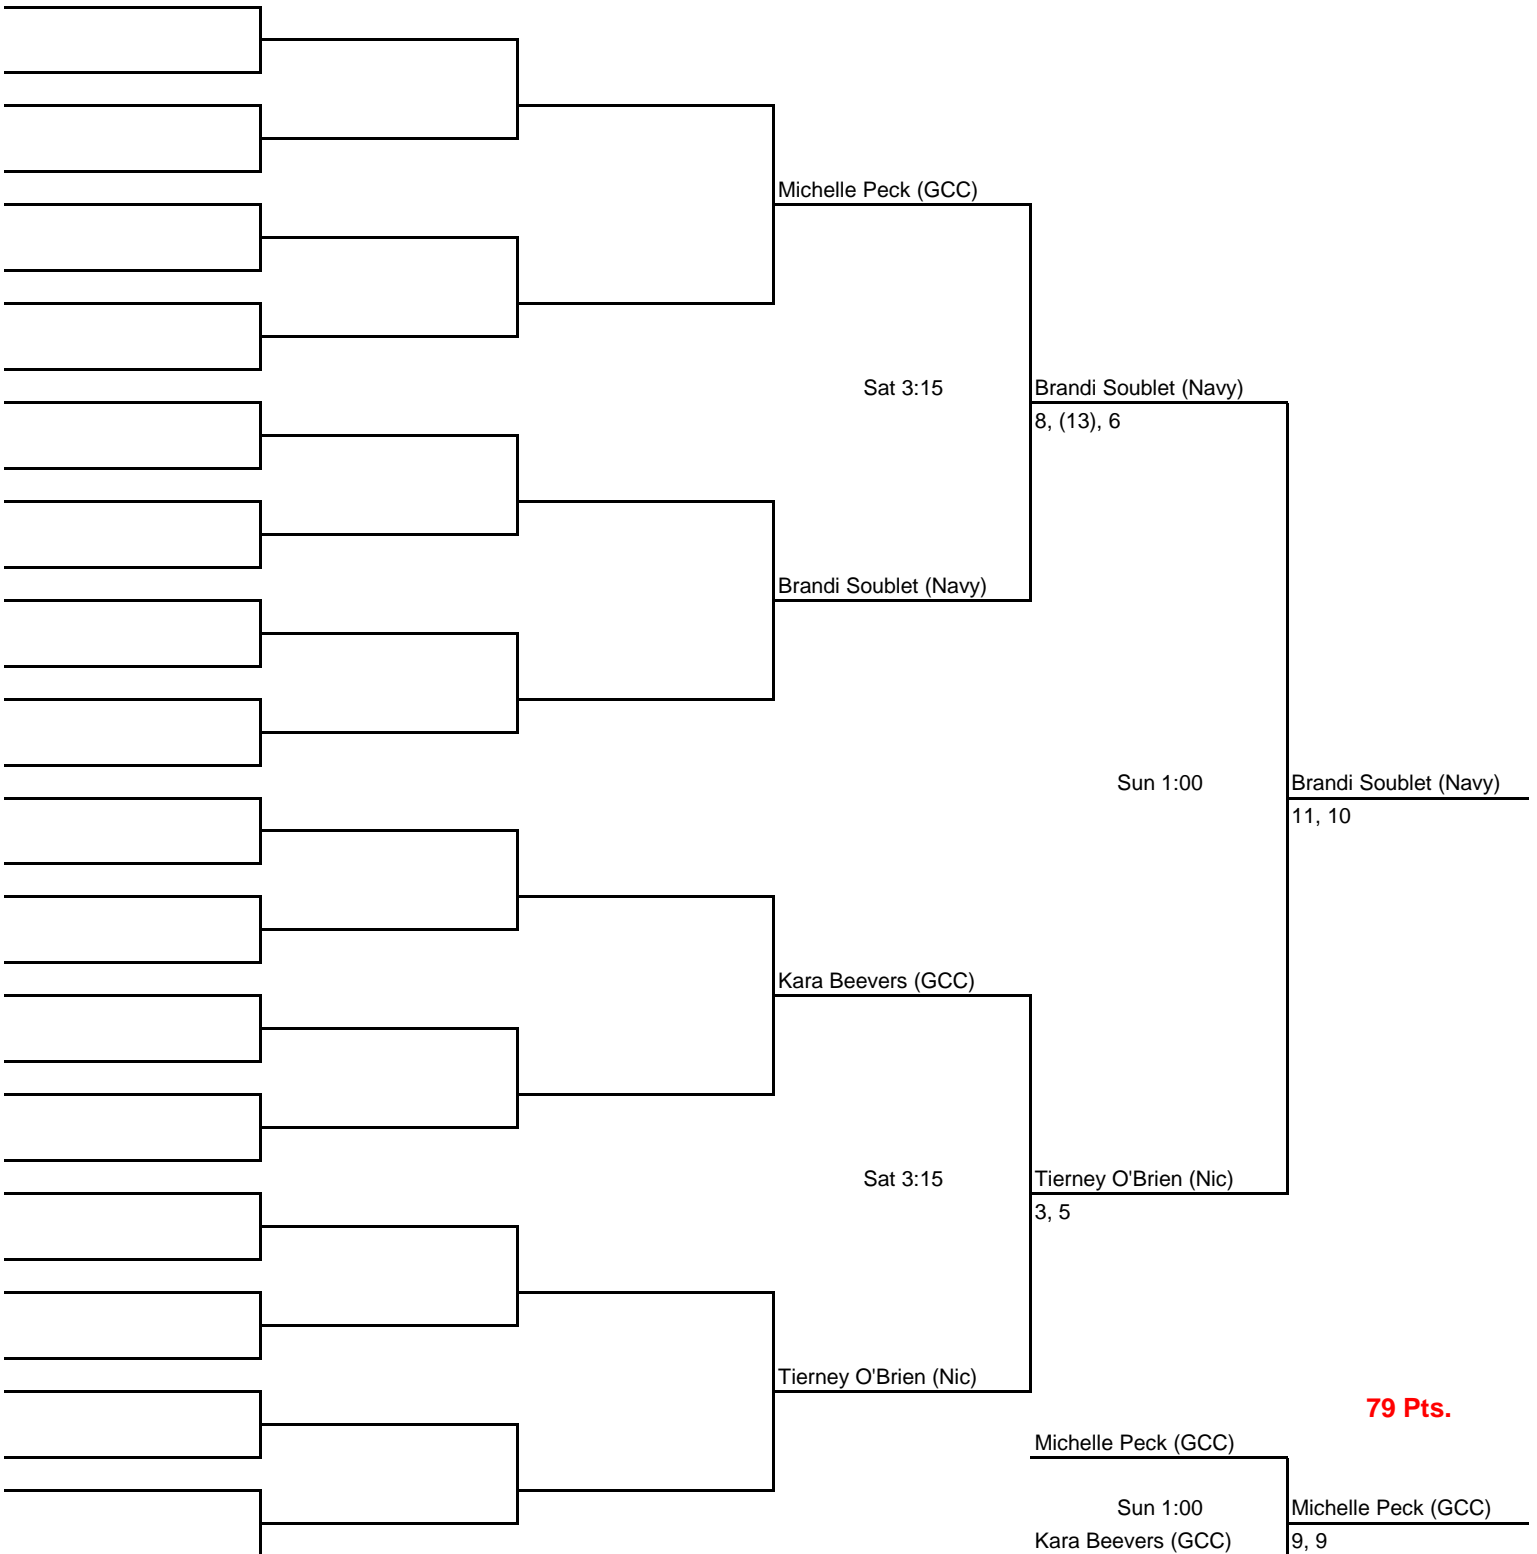 Michelle Peck (GCC)
Sat 3:15
Brandi Soublet (Navy)
8, (13), 6
Brandi Soublet (Navy)
Sun 1:00
Brandi Soublet (Navy)
11, 10
Kara Beevers (GCC)
Sat 3:15
Tierney O'Brien (Nic)
3, 5
Tierney O'Brien (Nic)
79 Pts.
Michelle Peck (GCC)
Sun 1:00
Michelle Peck (GCC)
Kara Beevers (GCC)
9, 9